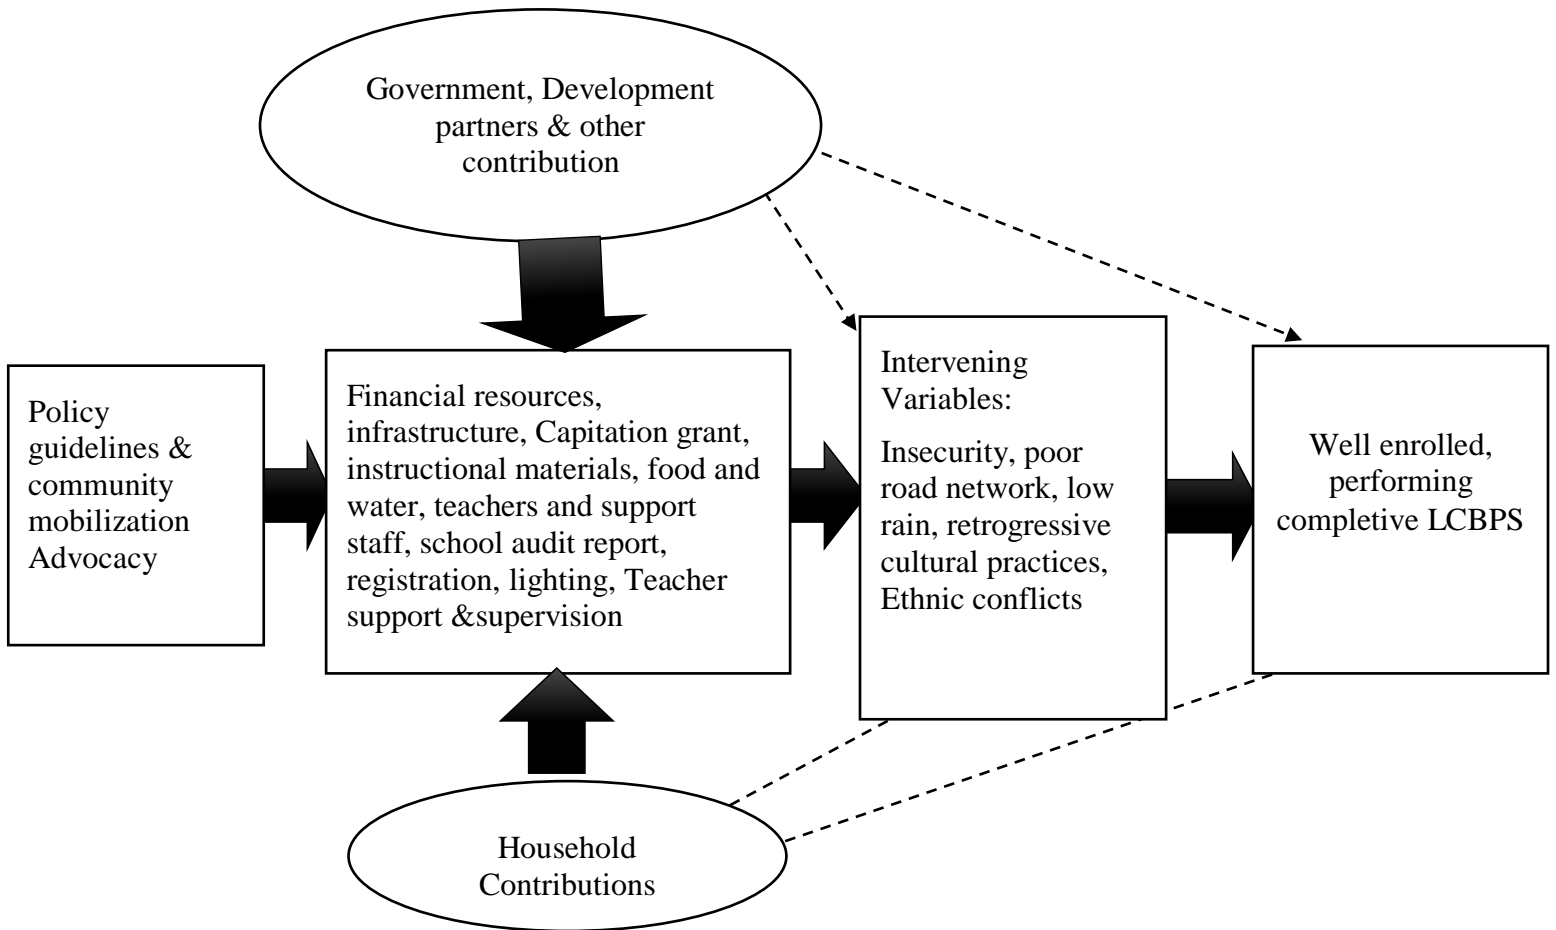 Government, Development
partners & other
contribution
Policy
guidelines &
community
mobilization
Advocacy
Financial resources,
infrastructure, Capitation grant,
instructional materials, food and
water, teachers and support
staff, school audit report,
registration, lighting, Teacher
support &supervision
Intervening
Variables:
Insecurity, poor
road network, low
rain, retrogressive
cultural practices,
Ethnic conflicts
Well enrolled,
performing
completive LCBPS
Household
Contributions